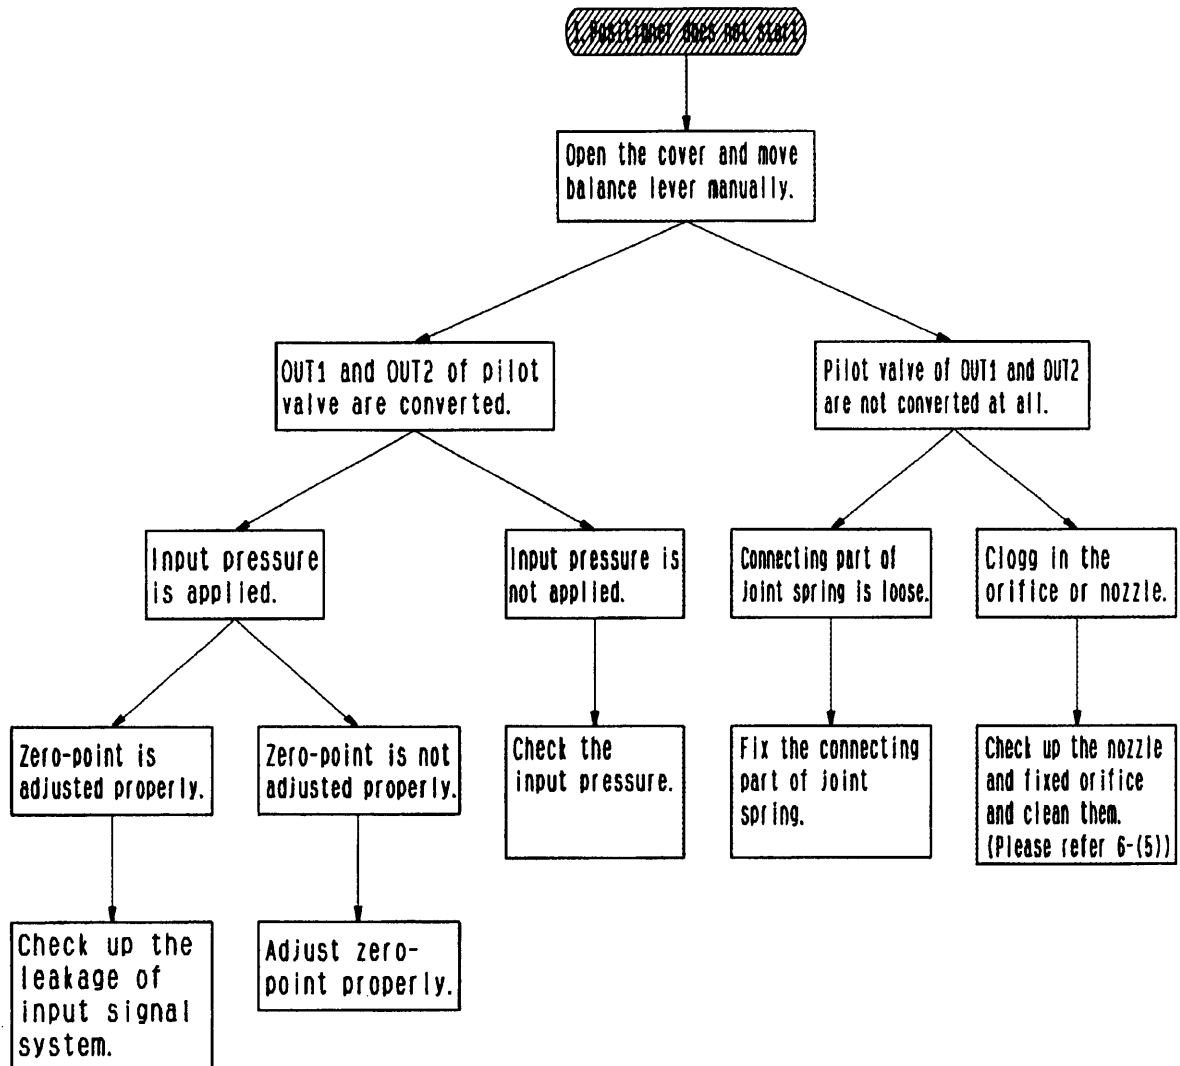 1.Positioner does not start
Open the cover and move
balance lever manually.
OUT1 and OUT2 of pilot
valve are converted.
Pilot valve of OUT1 and OUT2
are not converted at all.
Input pressure
is applied.
Input pressure is
not applied.
Connecting part of
joint spring is loose.
Clogg in the
orifice or nozzle.
Zero-point is
adjusted properly.
Zero-point is not
adjusted properly.
Check the
input pressure.
Fix the connecting
part of joint
spring.
Check up the nozzle
and fixed orifice
and clean them.
(Please refer 6-(5))
Check up the
leakage of
input signal
system.
Adjust zero-
point properly.